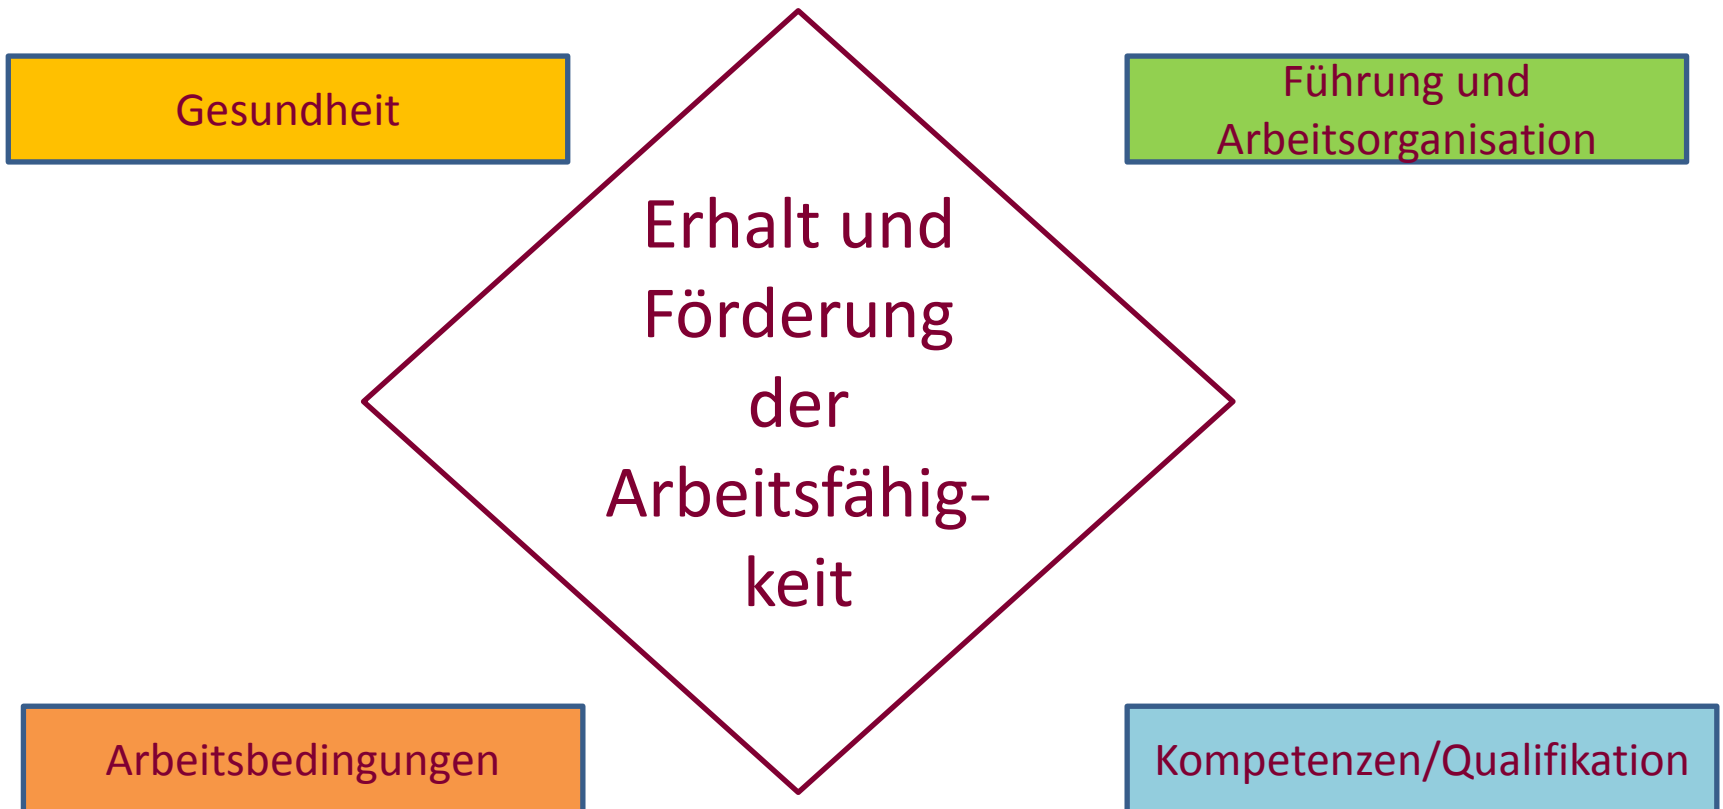 Gesundheit
Führung und
Arbeitsorganisation
Erhalt und
Förderung
der
Arbeitsfähig-
keit
Arbeitsbedingungen
Kompetenzen/Qualifikation